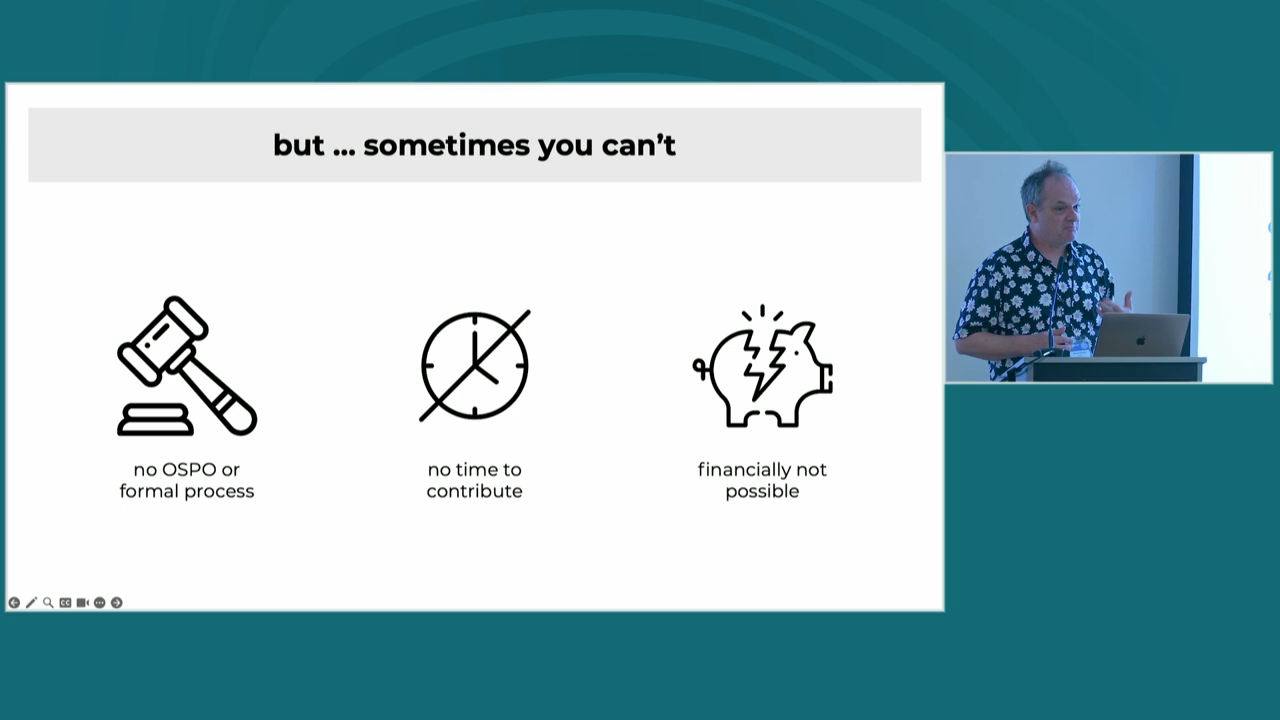 but ... sometimes you can't
no OSPO or
formal process
no time to
contribute
financially not
possible